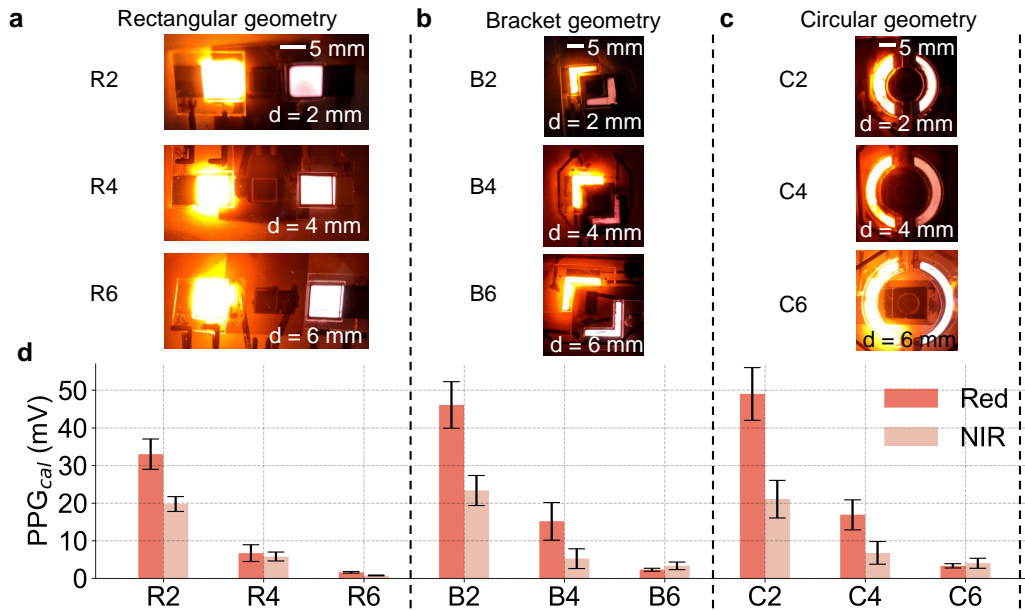 a Rectangular geometry
R2
5 mm
d = 2 mm
R4
d = 4 mm
R6
d = 6 mm
b Bracket geometry
B2
5 mm
d = 2 mm
B4
d = 4 mm
B6
d = 6 mm
c Circular geometry
C2
5 mm
d = 2 mm
C4
d = 4 mm
C6
d = 6 mm
d
PPGcal (mV)
50
40
30
20
10
0
Red
NIR
R2 R4 R6 B2 B4 B6 C2 C4 C6